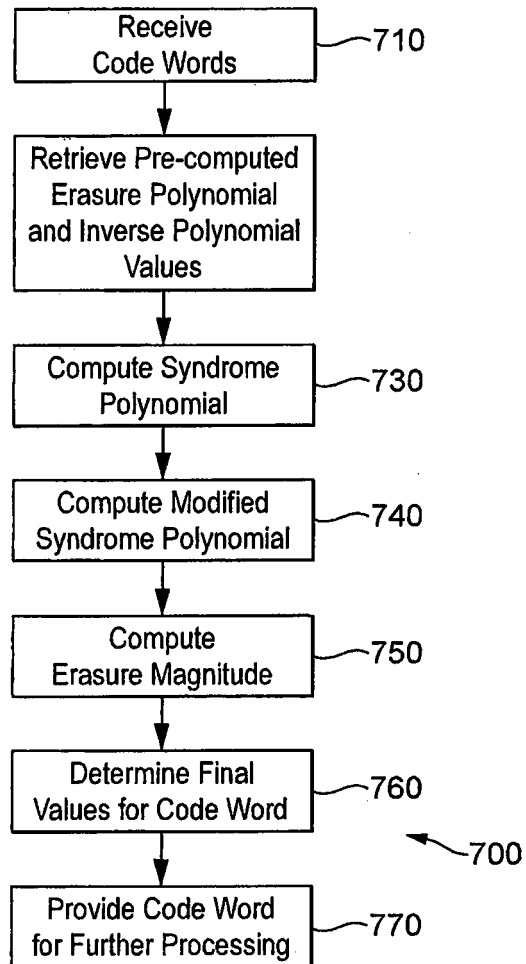 Receive
Code Words
710
Retrieve Pre-computed
Erasure Polynomial
and Inverse Polynomial
Values
Compute Syndrome
Polynomial
730
Compute Modified
Syndrome Polynomial
740
Compute
Erasure Magnitude
750
Determine Final
Values for Code Word
760
700
Provide Code Word
for Further Processing
770